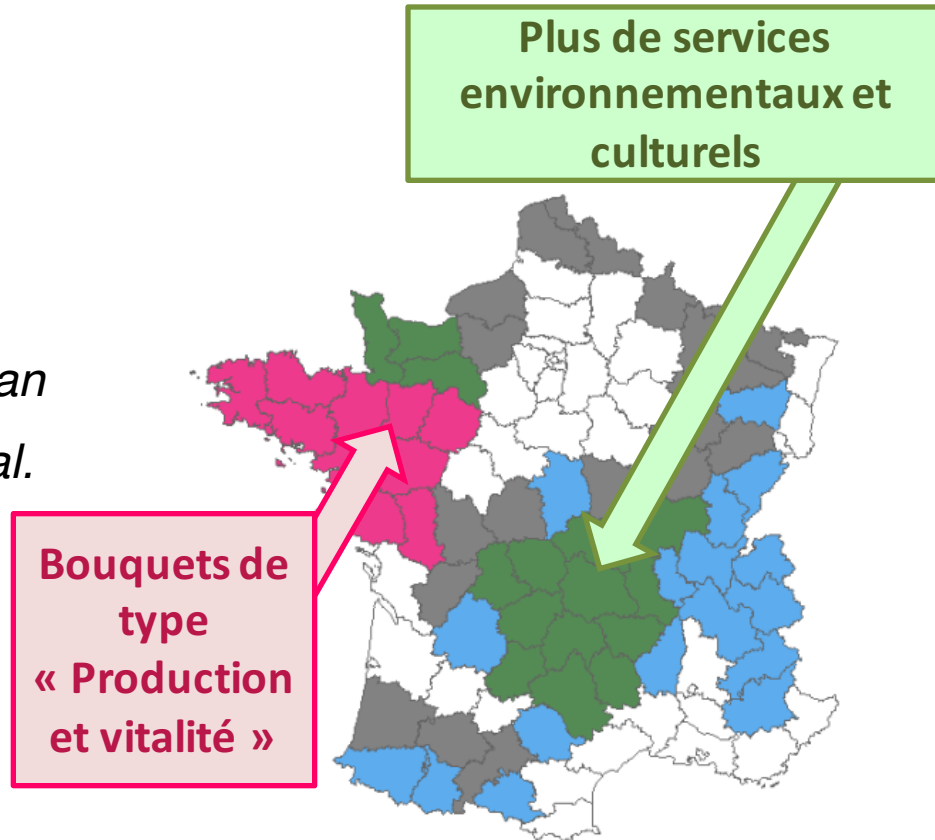 Plus de services
environnementaux et
culturels
an
al.
Bouquets de
type
« Production
et vitalité »